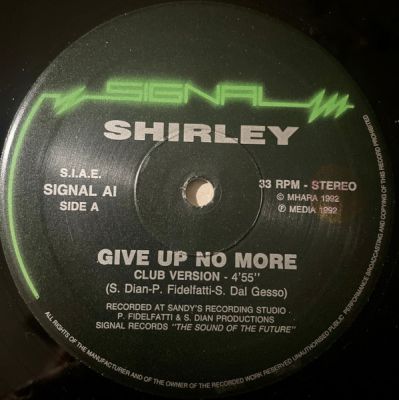 SIGNAL
SHIRLEY
S.I.A.E.
SIGNAL AI
SIDE A
33 RPM - STEREO
© MHARA 1992
℗ MEDIA 1992
GIVE UP NO MORE
CLUB VERSION - 4'55"
(S. Dian-P. Fidelfatti-S. Dal Gesso)
RECORDED AT SANDY'S RECORDING STUDIO
P. FIDELFATTI & S. DIAN PRODUCTIONS
SIGNAL RECORDS "THE SOUND OF THE FUTURE"
ALL RIGHTS OF THE MANUFACTURER AND OF THE OWNER OF THE RECORDED WORK RESERVED UNAUTHORISED PUBLIC PERFORMANCE BROADCASTING AND COPYING OF THIS RECORD PROHIBITED.